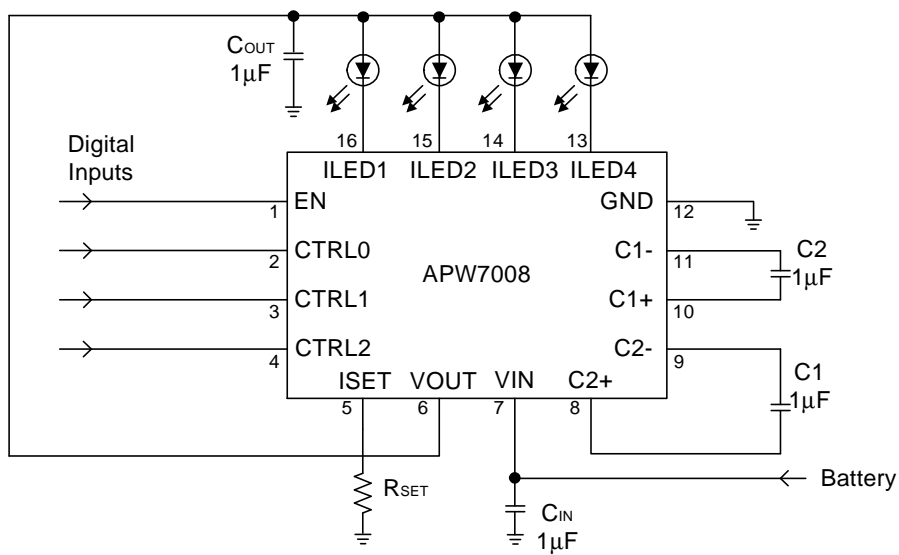 COUT
1µF
16
15
14
13
Digital
Inputs
ILED1
ILED2
ILED3
ILED4
1
EN
GND
12
2
CTRL0
C1-
11
C2
1µF
APW7008
3
CTRL1
C1+
10
4
CTRL2
C2-
9
C1
1µF
ISET
VOUT
VIN
C2+
5
6
7
8
RSET
Battery
CIN
1µF